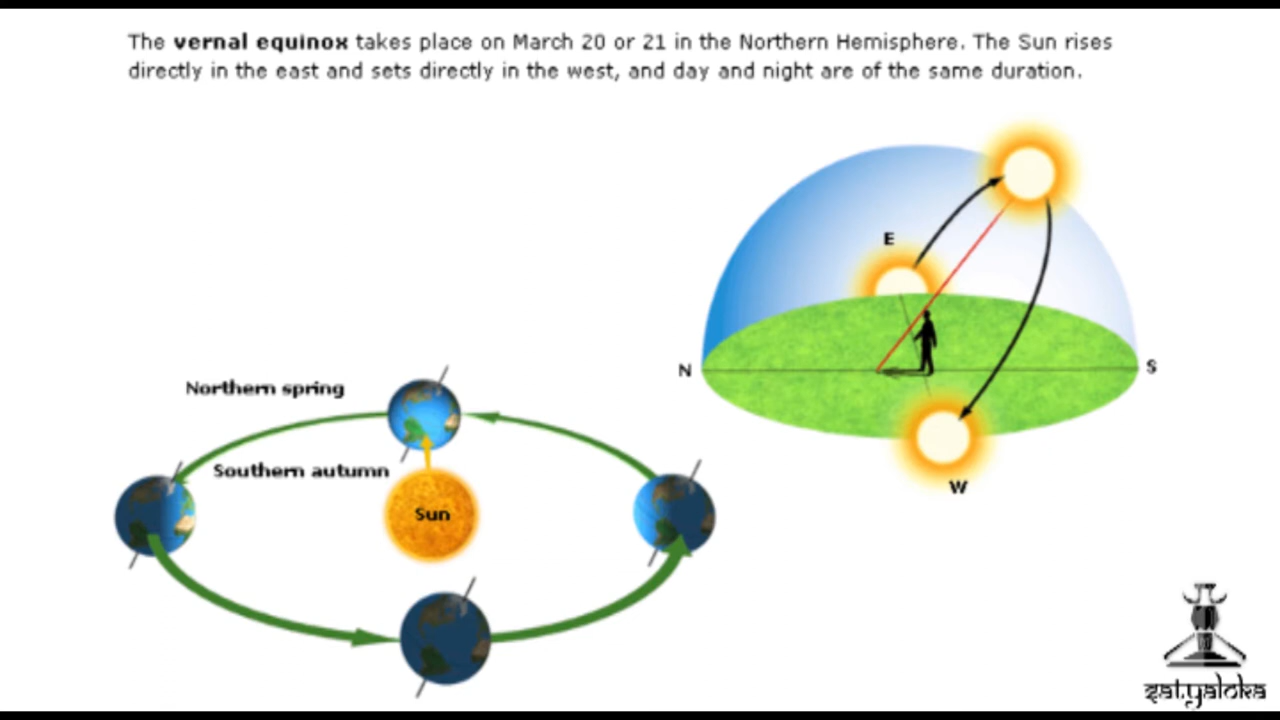 The vernal equinox takes place on March 20 or 21 in the Northern Hemisphere. The Sun rises
directly in the east and sets directly in the west, and day and night are of the same duration.
E
N
S
W
Northern spring
Southern autumn
Sun
satyaloka